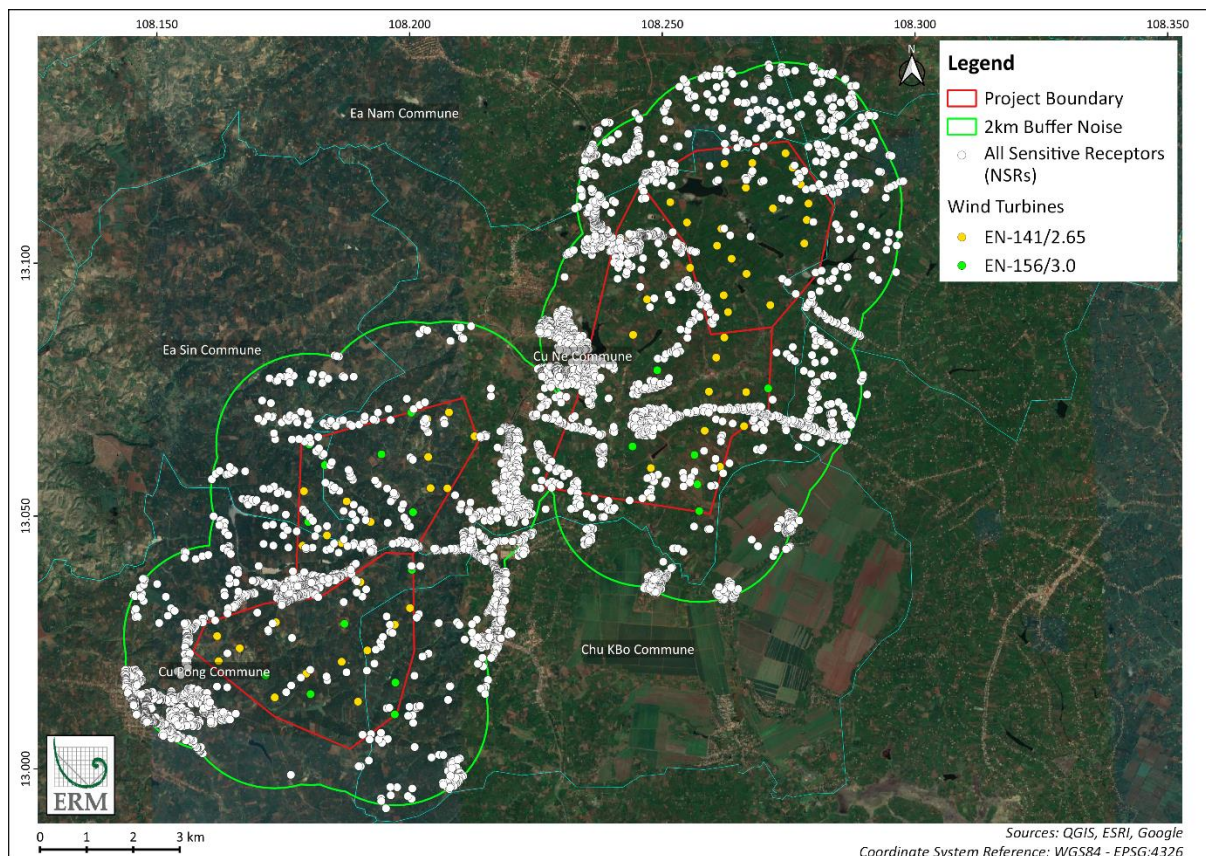 108.150
108.200
108.250
108.300
108.350
N
Legend
Project Boundary
2km Buffer Noise
All Sensitive Receptors
(NSRs)
Wind Turbines
EN-141/2.65
EN-156/3.0
Ea Nam Commune
13.100
Ea Sin Commune
Cu Ne Commune
13.050
Chu KBo Commune
Cu Pong Commune
13.000
ERM
0 1 2 3 km
Sources: QGIS, ESRI, Google
Coordinate System Reference: WGS84 - EPSG:4326